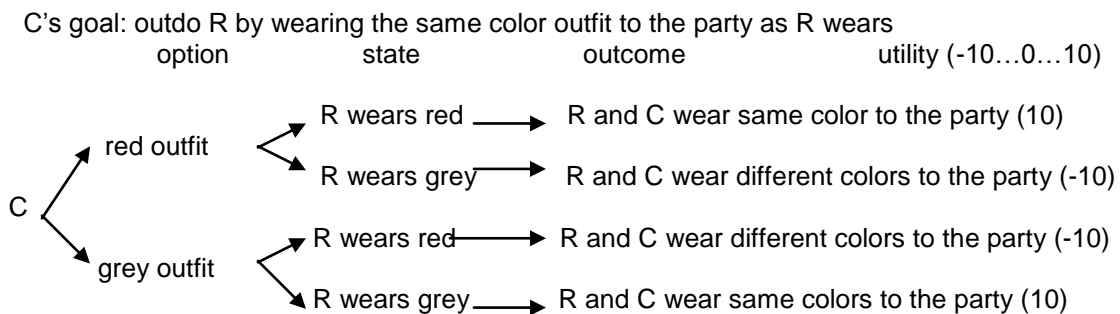 C's goal: outdo R by wearing the same color outfit to the party as R wears
option state outcome utility (-10…0…10)
R wears red R and C wear same color to the party (10)
red outfit
R wears grey R and C wear different colors to the party (-10)
C
R wears red R and C wear different colors to the party (-10)
grey outfit
R wears grey R and C wear same colors to the party (10)